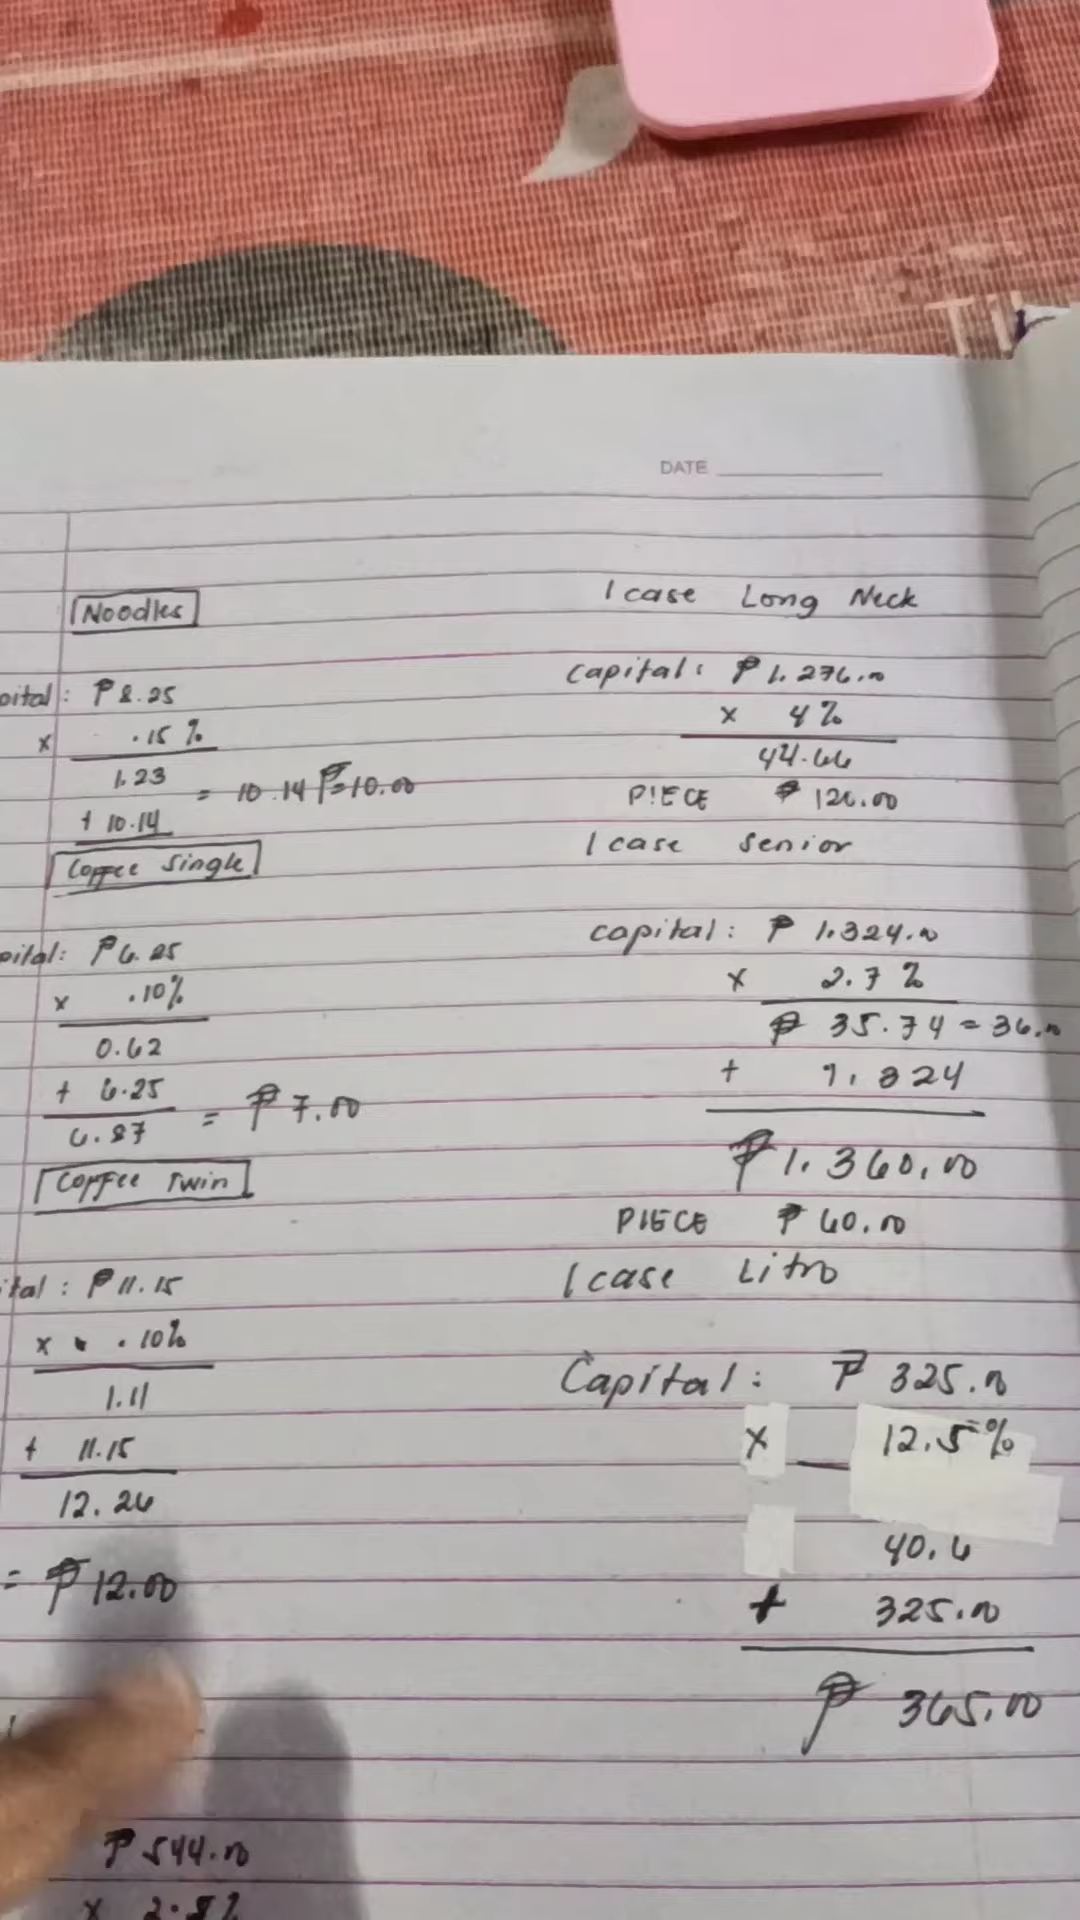 DATE
Noodles
pital: ₱8.25
x .15%
1.23 = 10.14 ₱=10.00
+ 10.14
Coffee Single
pital: ₱6.25
x .10%
0.62
+ 6.25
6.87 = ₱7.00
Coffee Twin
ital: ₱11.15
x .10%
1.11
+ 11.15
12.26
= ₱12.00
₱544.00
1 case Long Neck
Capital: ₱1.276.00
x 4%
44.66
PIECE ₱126.00
1 case Senior
capital: ₱1.324.00
x 2.7%
₱35.74 = 36.00
+ 1.324
₱1.360.00
PIECE ₱60.00
1 case Litro
Capital: ₱325.00
x 12.5%
40.6
+ 325.00
₱365.00